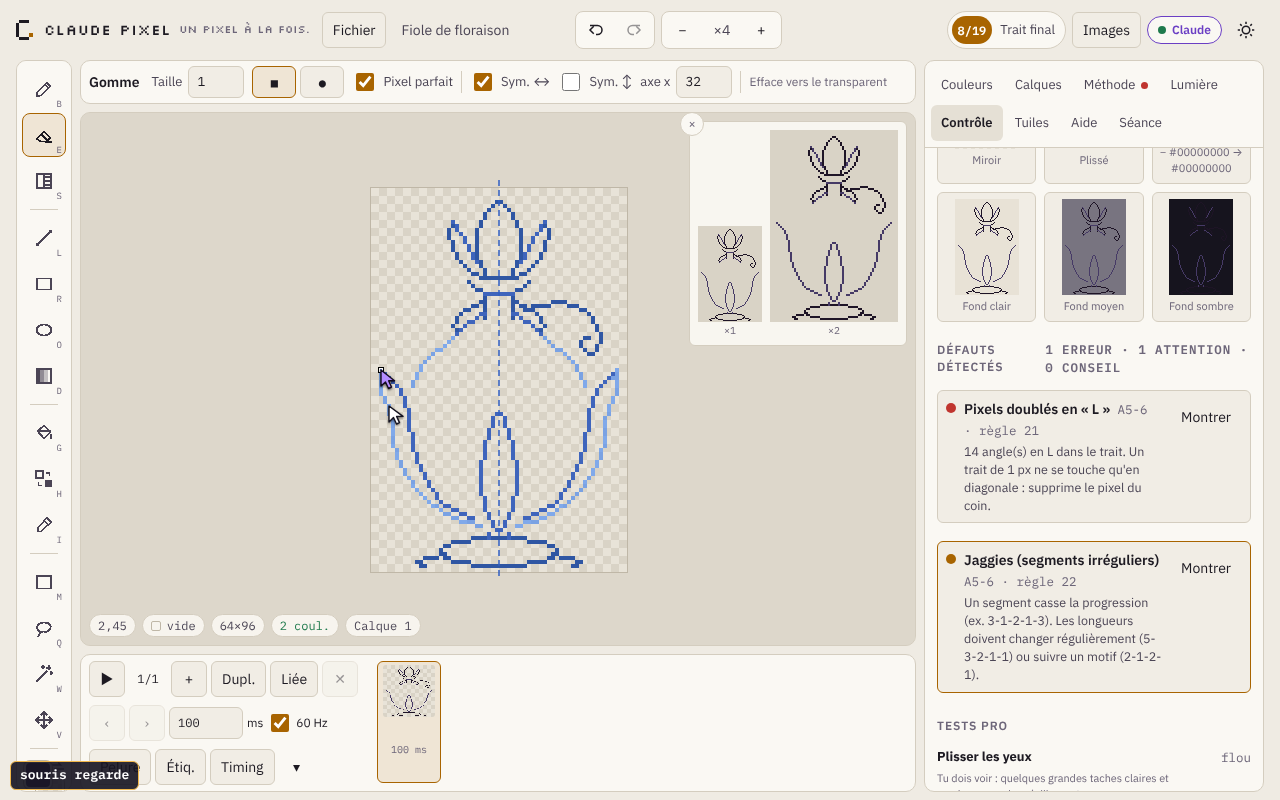 CLAUDE PIXEL UN PIXEL À LA FOIS. Fichier Fiole de floraison − ×4 + 8/19 Trait final Images Claude
Gomme Taille 1 ■ ● Pixel parfait Sym. ↔ Sym. ↕ axe x 32 Efface vers le transparent
B
E
S
L
R
O
D
G
H
I
M
Q
W
V
×
×1
×2
2,45 vide 64×96 2 coul. Calque 1
▶ 1/1 + Dupl. Liée ✕
‹ › 100 ms 60 Hz
Étiq. Timing ▼
100 ms
souris regarde
Couleurs Calques Méthode Lumière
Contrôle Tuiles Aide Séance
Miroir
Plissé
− #00000000 →
#00000000
Fond clair
Fond moyen
Fond sombre
DÉFAUTS DÉTECTÉS
1 ERREUR · 1 ATTENTION ·
0 CONSEIL
Pixels doublés en « L » A5-6
· règle 21
Montrer
14 angle(s) en L dans le trait. Un
trait de 1 px ne se touche qu'en
diagonale : supprime le pixel du
coin.
Jaggies (segments irréguliers)
A5-6 · règle 22
Montrer
Un segment casse la progression
(ex. 3-1-2-1-3). Les longueurs
doivent changer régulièrement (5-
3-2-1-1) ou suivre un motif (2-1-2-
1).
TESTS PRO
Plisser les yeux flou
Tu dois voir : quelques grandes taches claires et